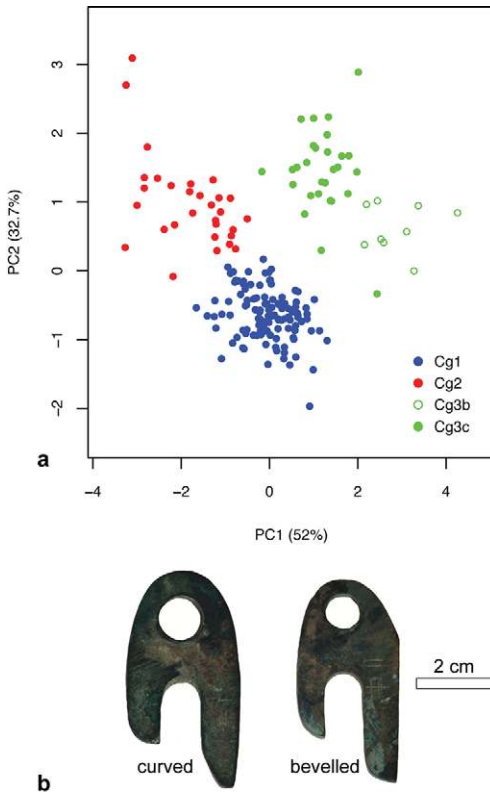 PC2 (32.7%)
3
2
1
0
−1
−2
−4
−2
0
2
4
PC1 (52%)
Cg1
Cg2
Cg3b
Cg3c
a
curved
bevelled
2 cm
b